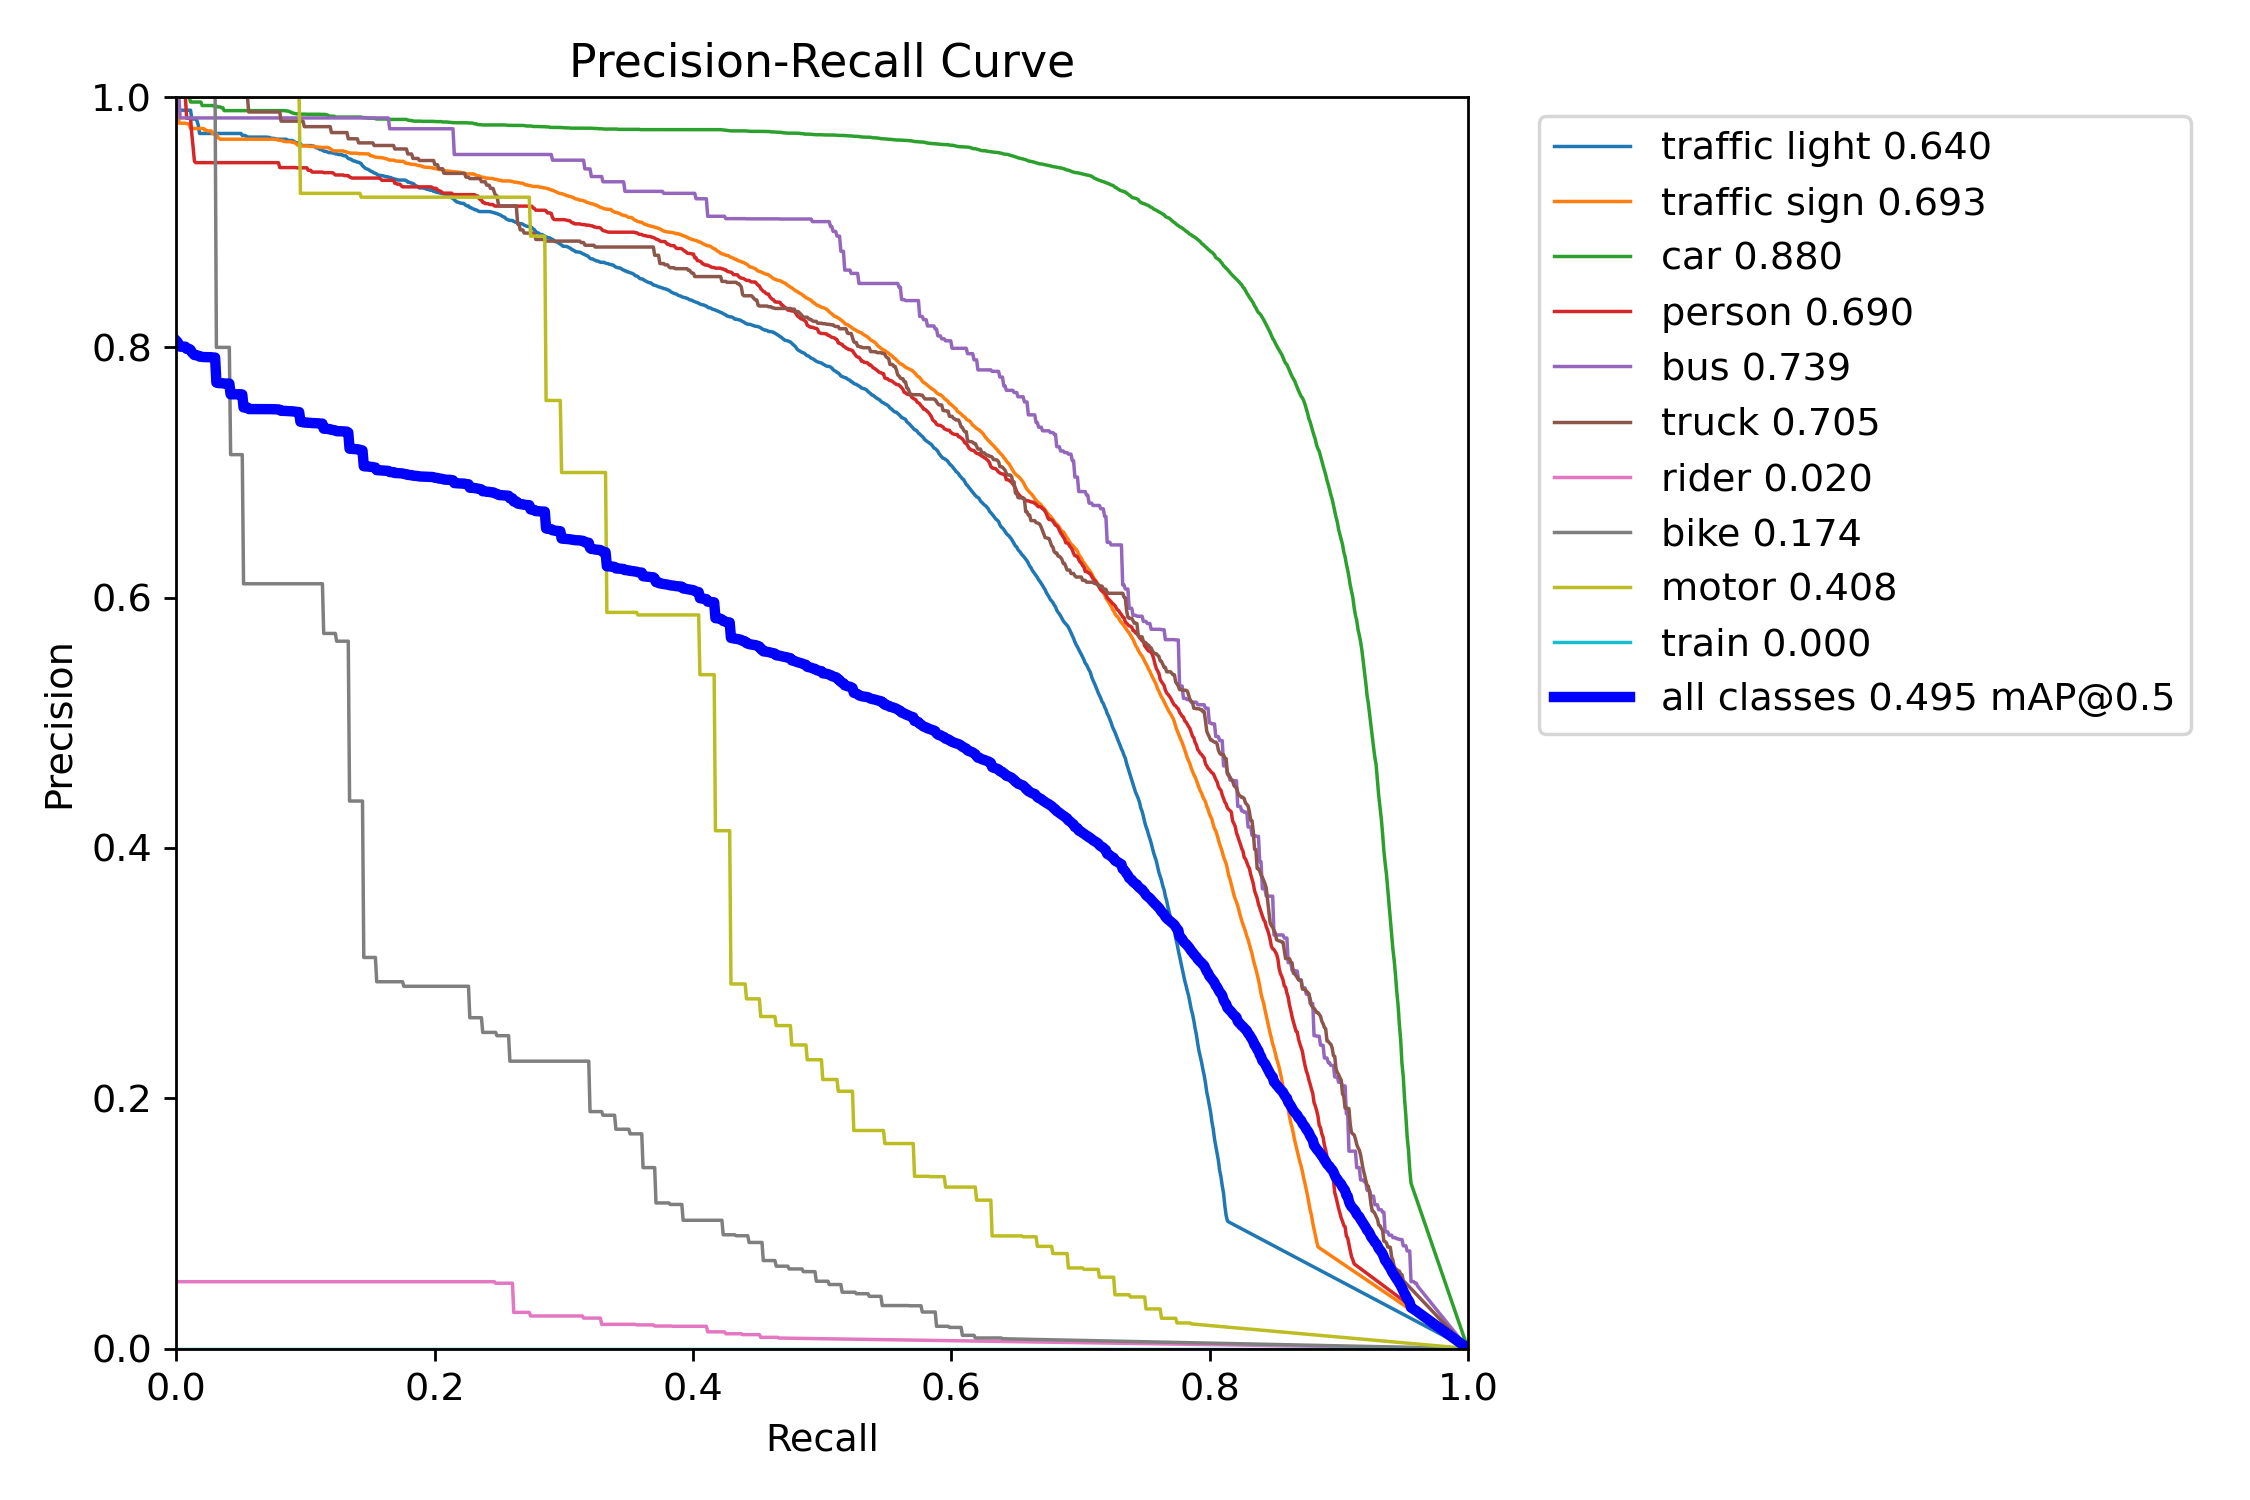 Precision-Recall Curve
1.0
0.8
0.6
0.4
0.2
0.0
Precision
0.0 0.2 0.4 0.6 0.8 1.0
Recall
traffic light 0.640
traffic sign 0.693
car 0.880
person 0.690
bus 0.739
truck 0.705
rider 0.020
bike 0.174
motor 0.408
train 0.000
all classes 0.495 mAP@0.5